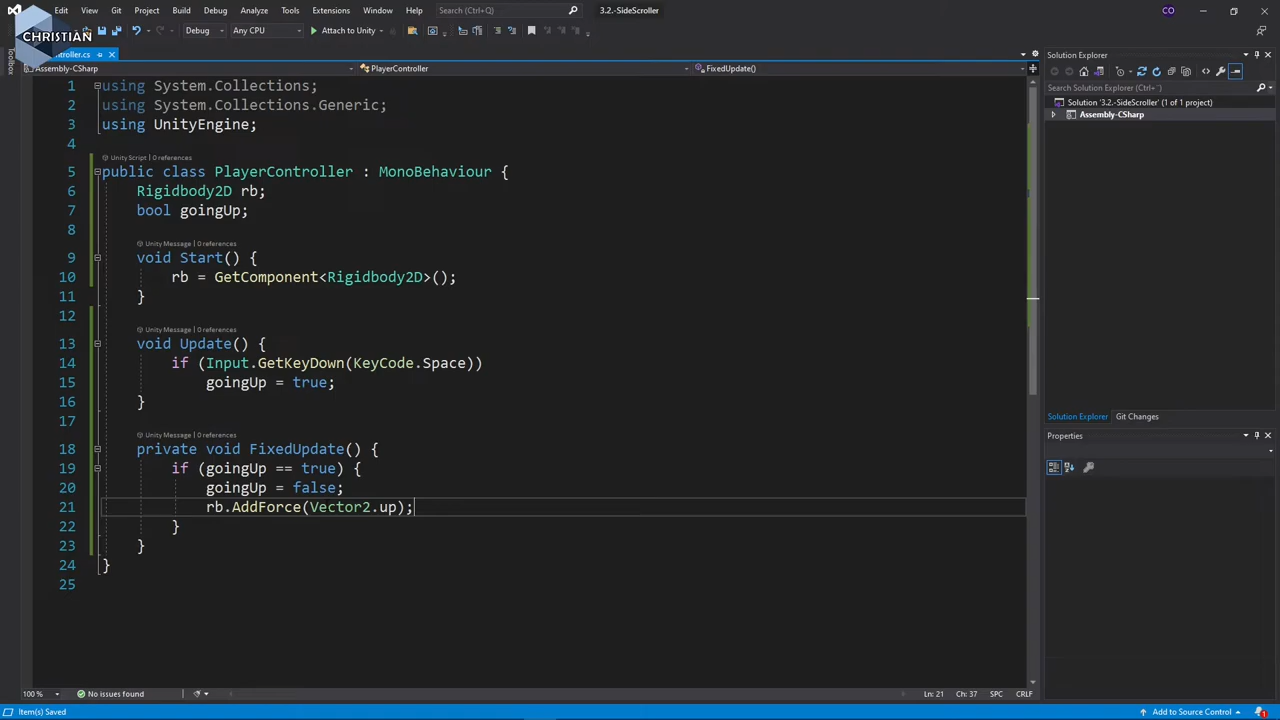 File Edit View Git Project Build Debug Analyze Tools Extensions Window Help Search (Ctrl+Q) 3.2.-SideScroller CO
CHRISTIAN
Debug Any CPU Attach to Unity
ntroller.cs
Toolbox
Assembly-CSharp PlayerController FixedUpdate()
1 using System.Collections;
2 using System.Collections.Generic;
3 using UnityEngine;
4
Unity Script | 0 references
5 public class PlayerController : MonoBehaviour {
6 Rigidbody2D rb;
7 bool goingUp;
8
Unity Message | 0 references
9 void Start() {
10 rb = GetComponent<Rigidbody2D>();
11 }
12
Unity Message | 0 references
13 void Update() {
14 if (Input.GetKeyDown(KeyCode.Space))
15 goingUp = true;
16 }
17
Unity Message | 0 references
18 private void FixedUpdate() {
19 if (goingUp == true) {
20 goingUp = false;
21 rb.AddForce(Vector2.up);
22 }
23 }
24 }
25
100 % No issues found Ln: 21 Ch: 37 SPC CRLF
Solution Explorer
Search Solution Explorer (Ctrl+¨)
Solution '3.2.-SideScroller' (1 of 1 project)
Assembly-CSharp
Solution Explorer Git Changes
Properties
Item(s) Saved Add to Source Control 1